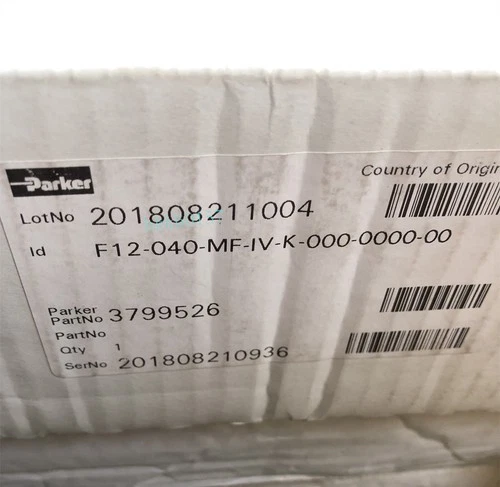 Parker
Country of Origin
LotNo 201808211004
Id F12-040-MF-IV-K-000-0000-00
Parker
PartNo 3799526
PartNo
Qty 1
SerNo 201808210936